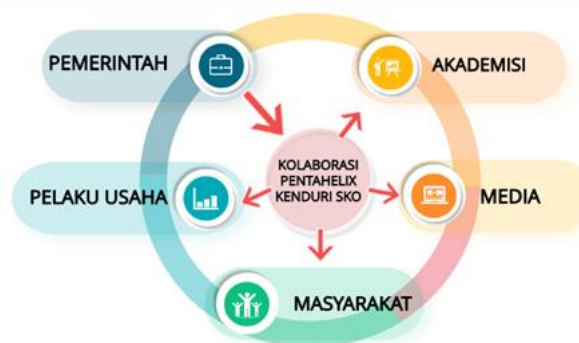 PEMERINTAH
AKADEMISI
KOLABORASI
PENTAHELIX
KENDURI SKO
PELAKU USAHA
MEDIA
MASYARAKAT